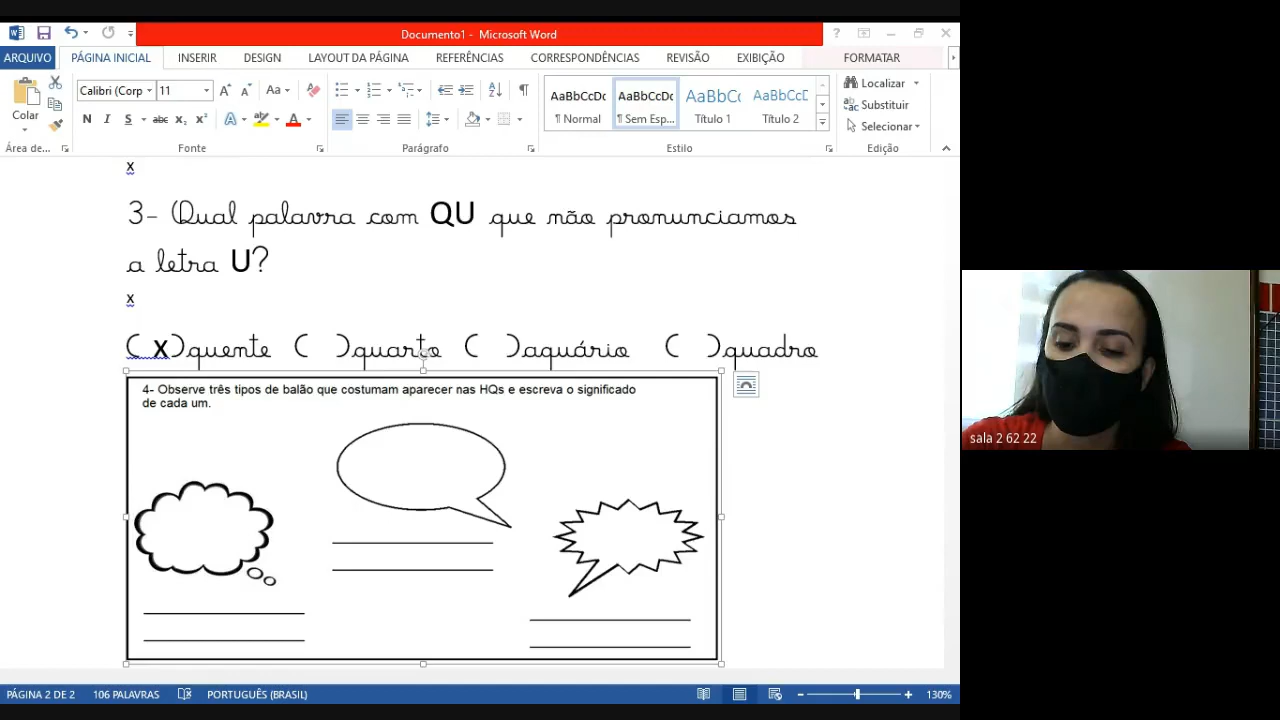 Documento1 - Microsoft Word
?
ARQUIVO PÁGINA INICIAL INSERIR DESIGN LAYOUT DA PÁGINA REFERÊNCIAS CORRESPONDÊNCIAS REVISÃO EXIBIÇÃO FORMATAR
Colar
Calibri (Corp 11
Aa
N I S abc x₂ x² A A
AaBbCcDc AaBbCcDc AaBbC( AaBbCcD
¶ Normal ¶ Sem Esp... Título 1 Título 2
Localizar
Substituir
Selecionar
Área de... Fonte Parágrafo Estilo Edição
x
3- Qual palavra com QU que não pronunciamos
a letra U?
x
( X)quente ( )quarto ( )aquário ( )quadro
4- Observe três tipos de balão que costumam aparecer nas HQs e escreva o significado
de cada um.
sala 2 62 22
PÁGINA 2 DE 2 106 PALAVRAS PORTUGUÊS (BRASIL) 130%